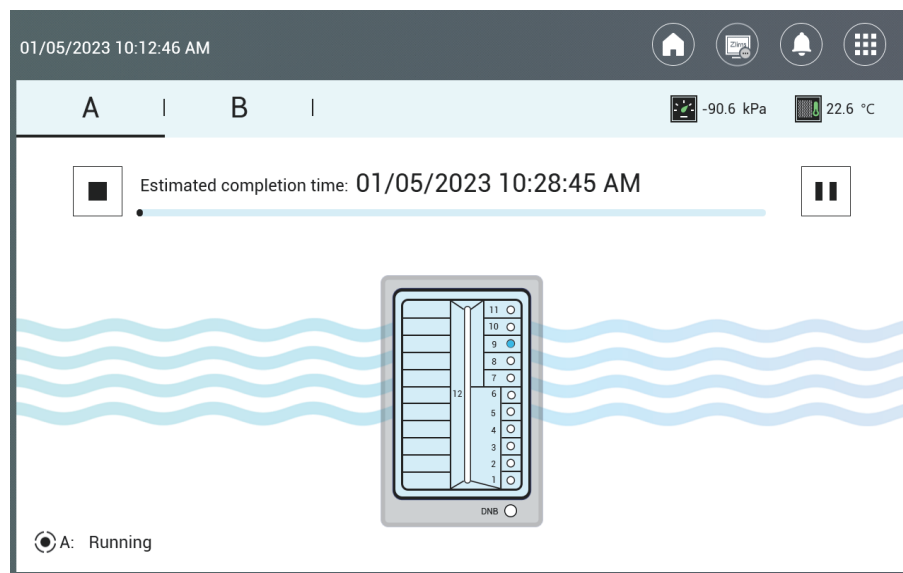 01/05/2023 10:12:46 AM
Zlims
A | B |
-90.6 kPa
22.6 °C
Estimated completion time: 01/05/2023 10:28:45 AM
11
10
9
8
7
12
6
5
4
3
2
1
DNB
A: Running